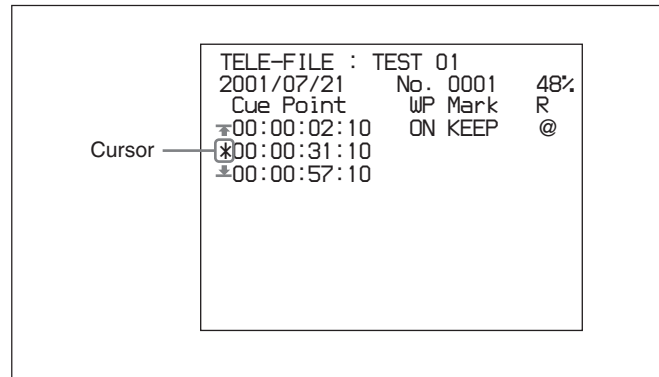 TELE-FILE : TEST 01
2001/07/21 No. 0001 48%
Cue Point WP Mark R
00:00:02:10 ON KEEP @
Cursor *00:00:31:10
00:00:57:10